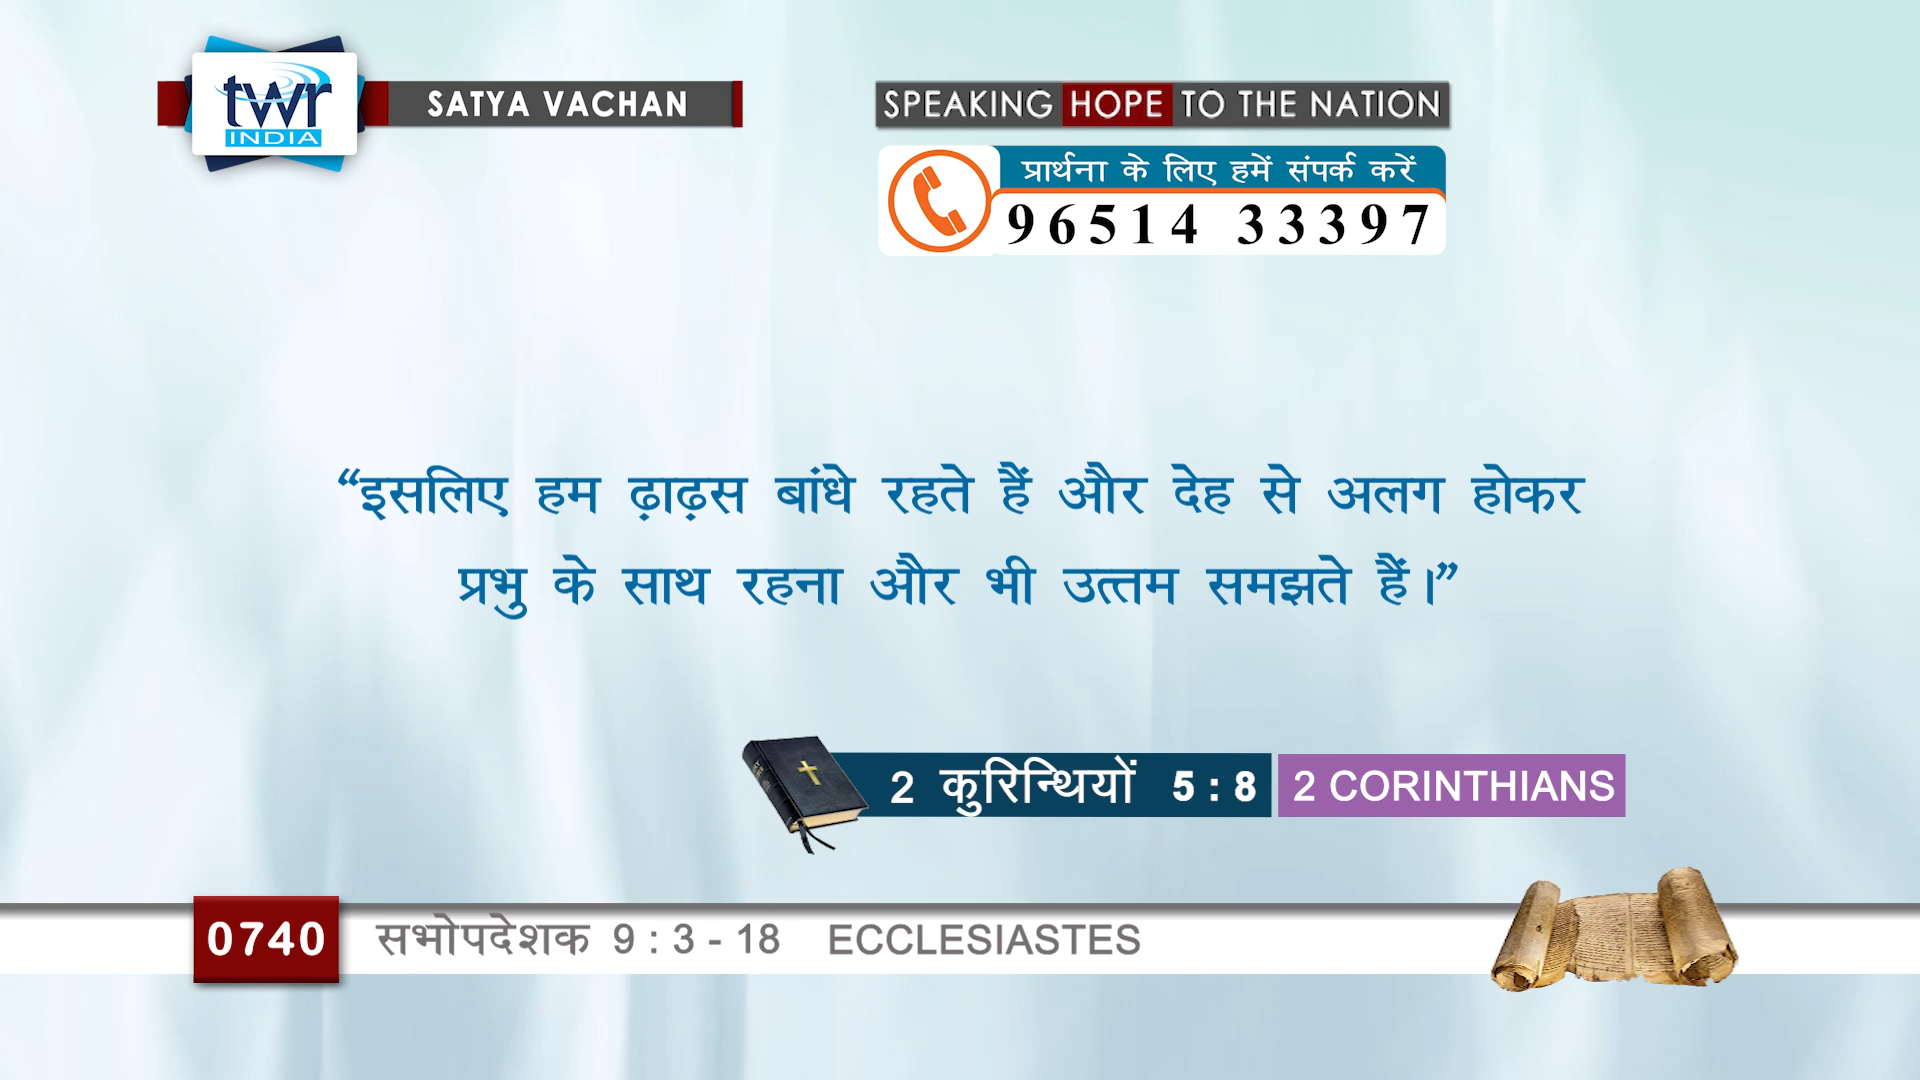 twr
INDIA
SATYA VACHAN
SPEAKING HOPE TO THE NATION
प्रार्थना के लिए हमें संपर्क करें
96514 33397
“इसलिए हम ढ़ाढ़स बांधे रहते हैं और देह से अलग होकर
प्रभु के साथ रहना और भी उत्तम समझते हैं।”
2 कुरिन्थियों 5 : 8 2 CORINTHIANS
0740 सभोपदेशक 9 : 3 - 18 ECCLESIASTES